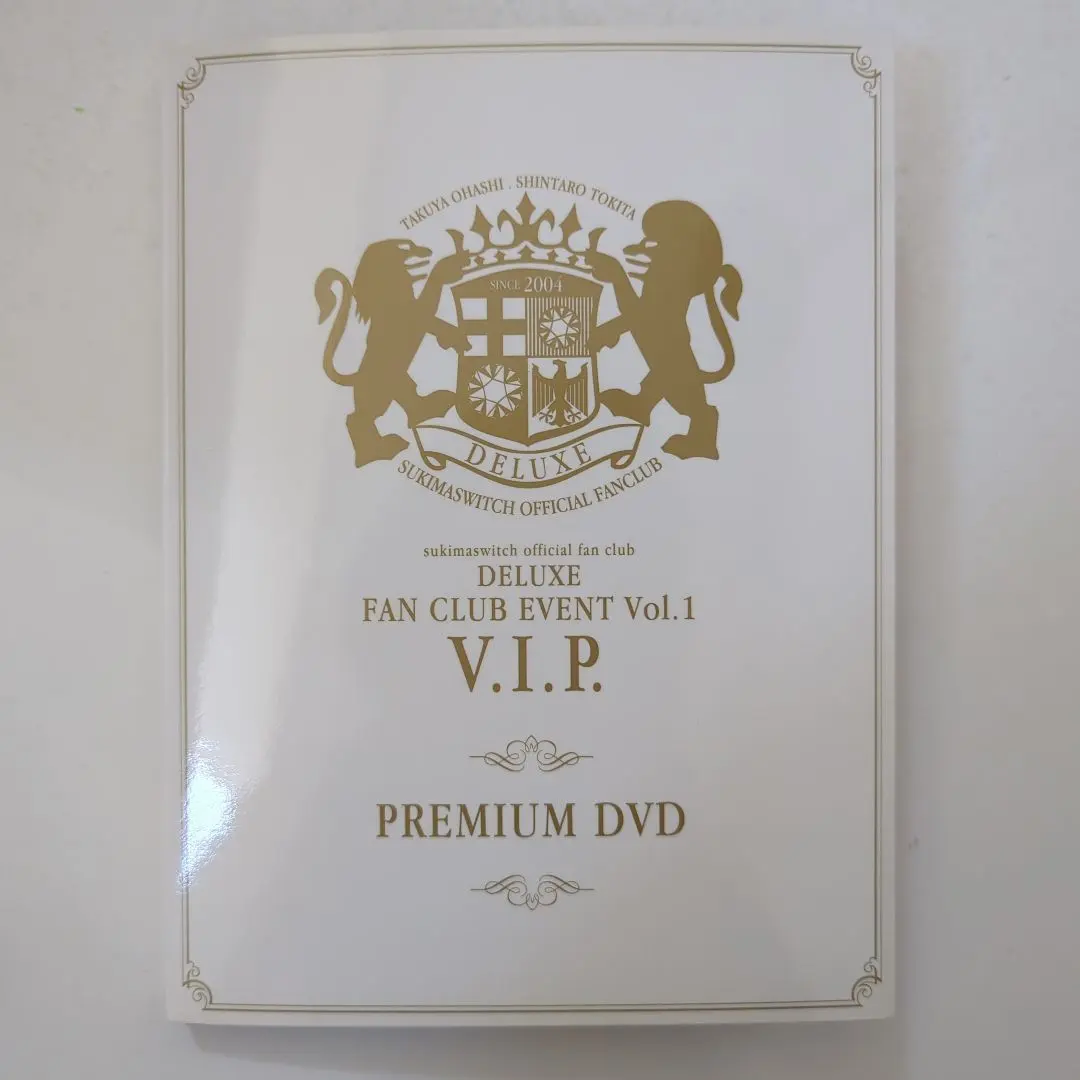 TAKUYA OHASHI . SHINTARO TOKITA
SINCE 2004
DELUXE
SUKIMASWITCH OFFICIAL FANCLUB
sukimaswitch official fan club
DELUXE
FAN CLUB EVENT Vol.1
V.I.P.
PREMIUM DVD